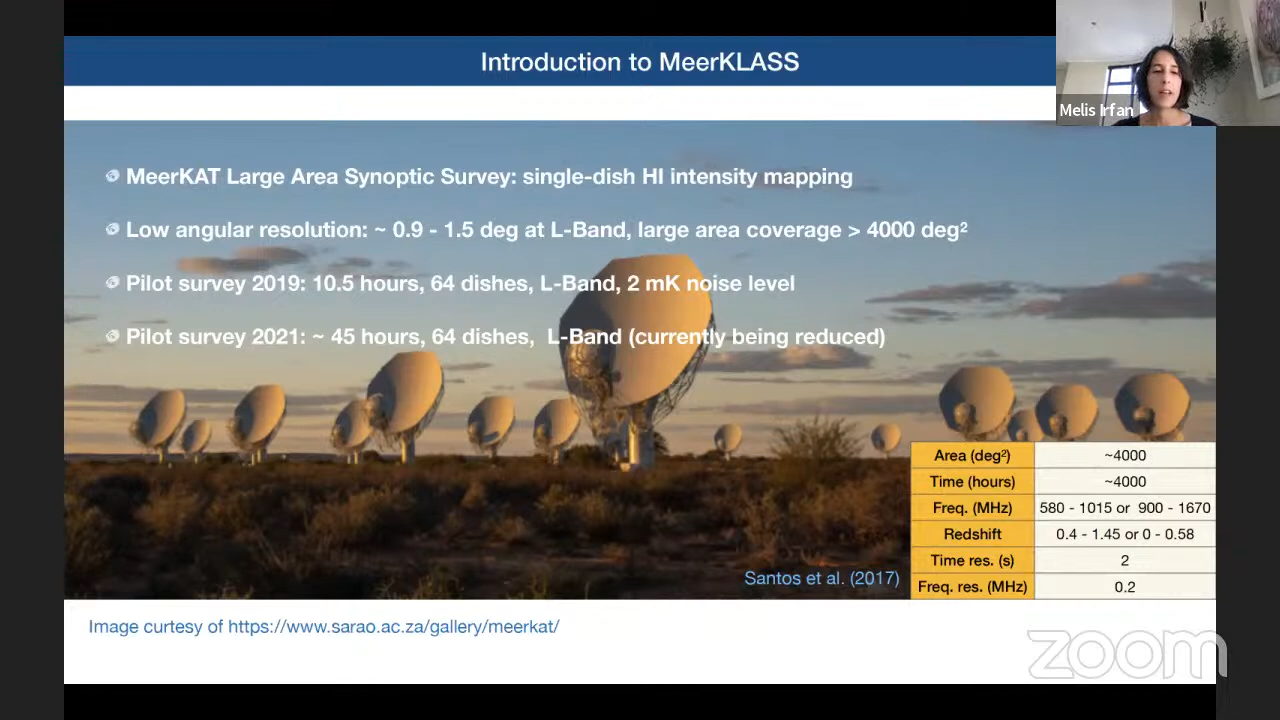 Introduction to MeerKLASS
Melis Irfan
MeerKAT Large Area Synoptic Survey: single-dish HI intensity mapping
Low angular resolution: ~ 0.9 - 1.5 deg at L-Band, large area coverage > 4000 deg²
Pilot survey 2019: 10.5 hours, 64 dishes, L-Band, 2 mK noise level
Pilot survey 2021: ~ 45 hours, 64 dishes, L-Band (currently being reduced)
Area (deg²) ~4000
Time (hours) ~4000
Freq. (MHz) 580 - 1015 or 900 - 1670
Redshift 0.4 - 1.45 or 0 - 0.58
Time res. (s) 2
Freq. res. (MHz) 0.2
Santos et al. (2017)
Image curtesy of https://www.sarao.ac.za/gallery/meerkat/
zoom